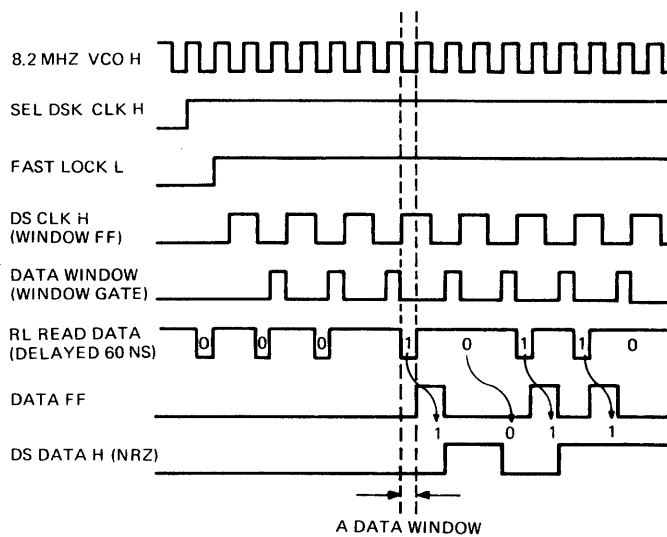 8.2 MHZ VCO H
SEL DSK CLK H
FAST LOCK L
DS CLK H
(WINDOW FF)
DATA WINDOW
(WINDOW GATE)
RL READ DATA
(DELAYED 60 NS)
0 0 0 1 0 1 1 0
DATA FF
1 0 1 1
DS DATA H (NRZ)
A DATA WINDOW